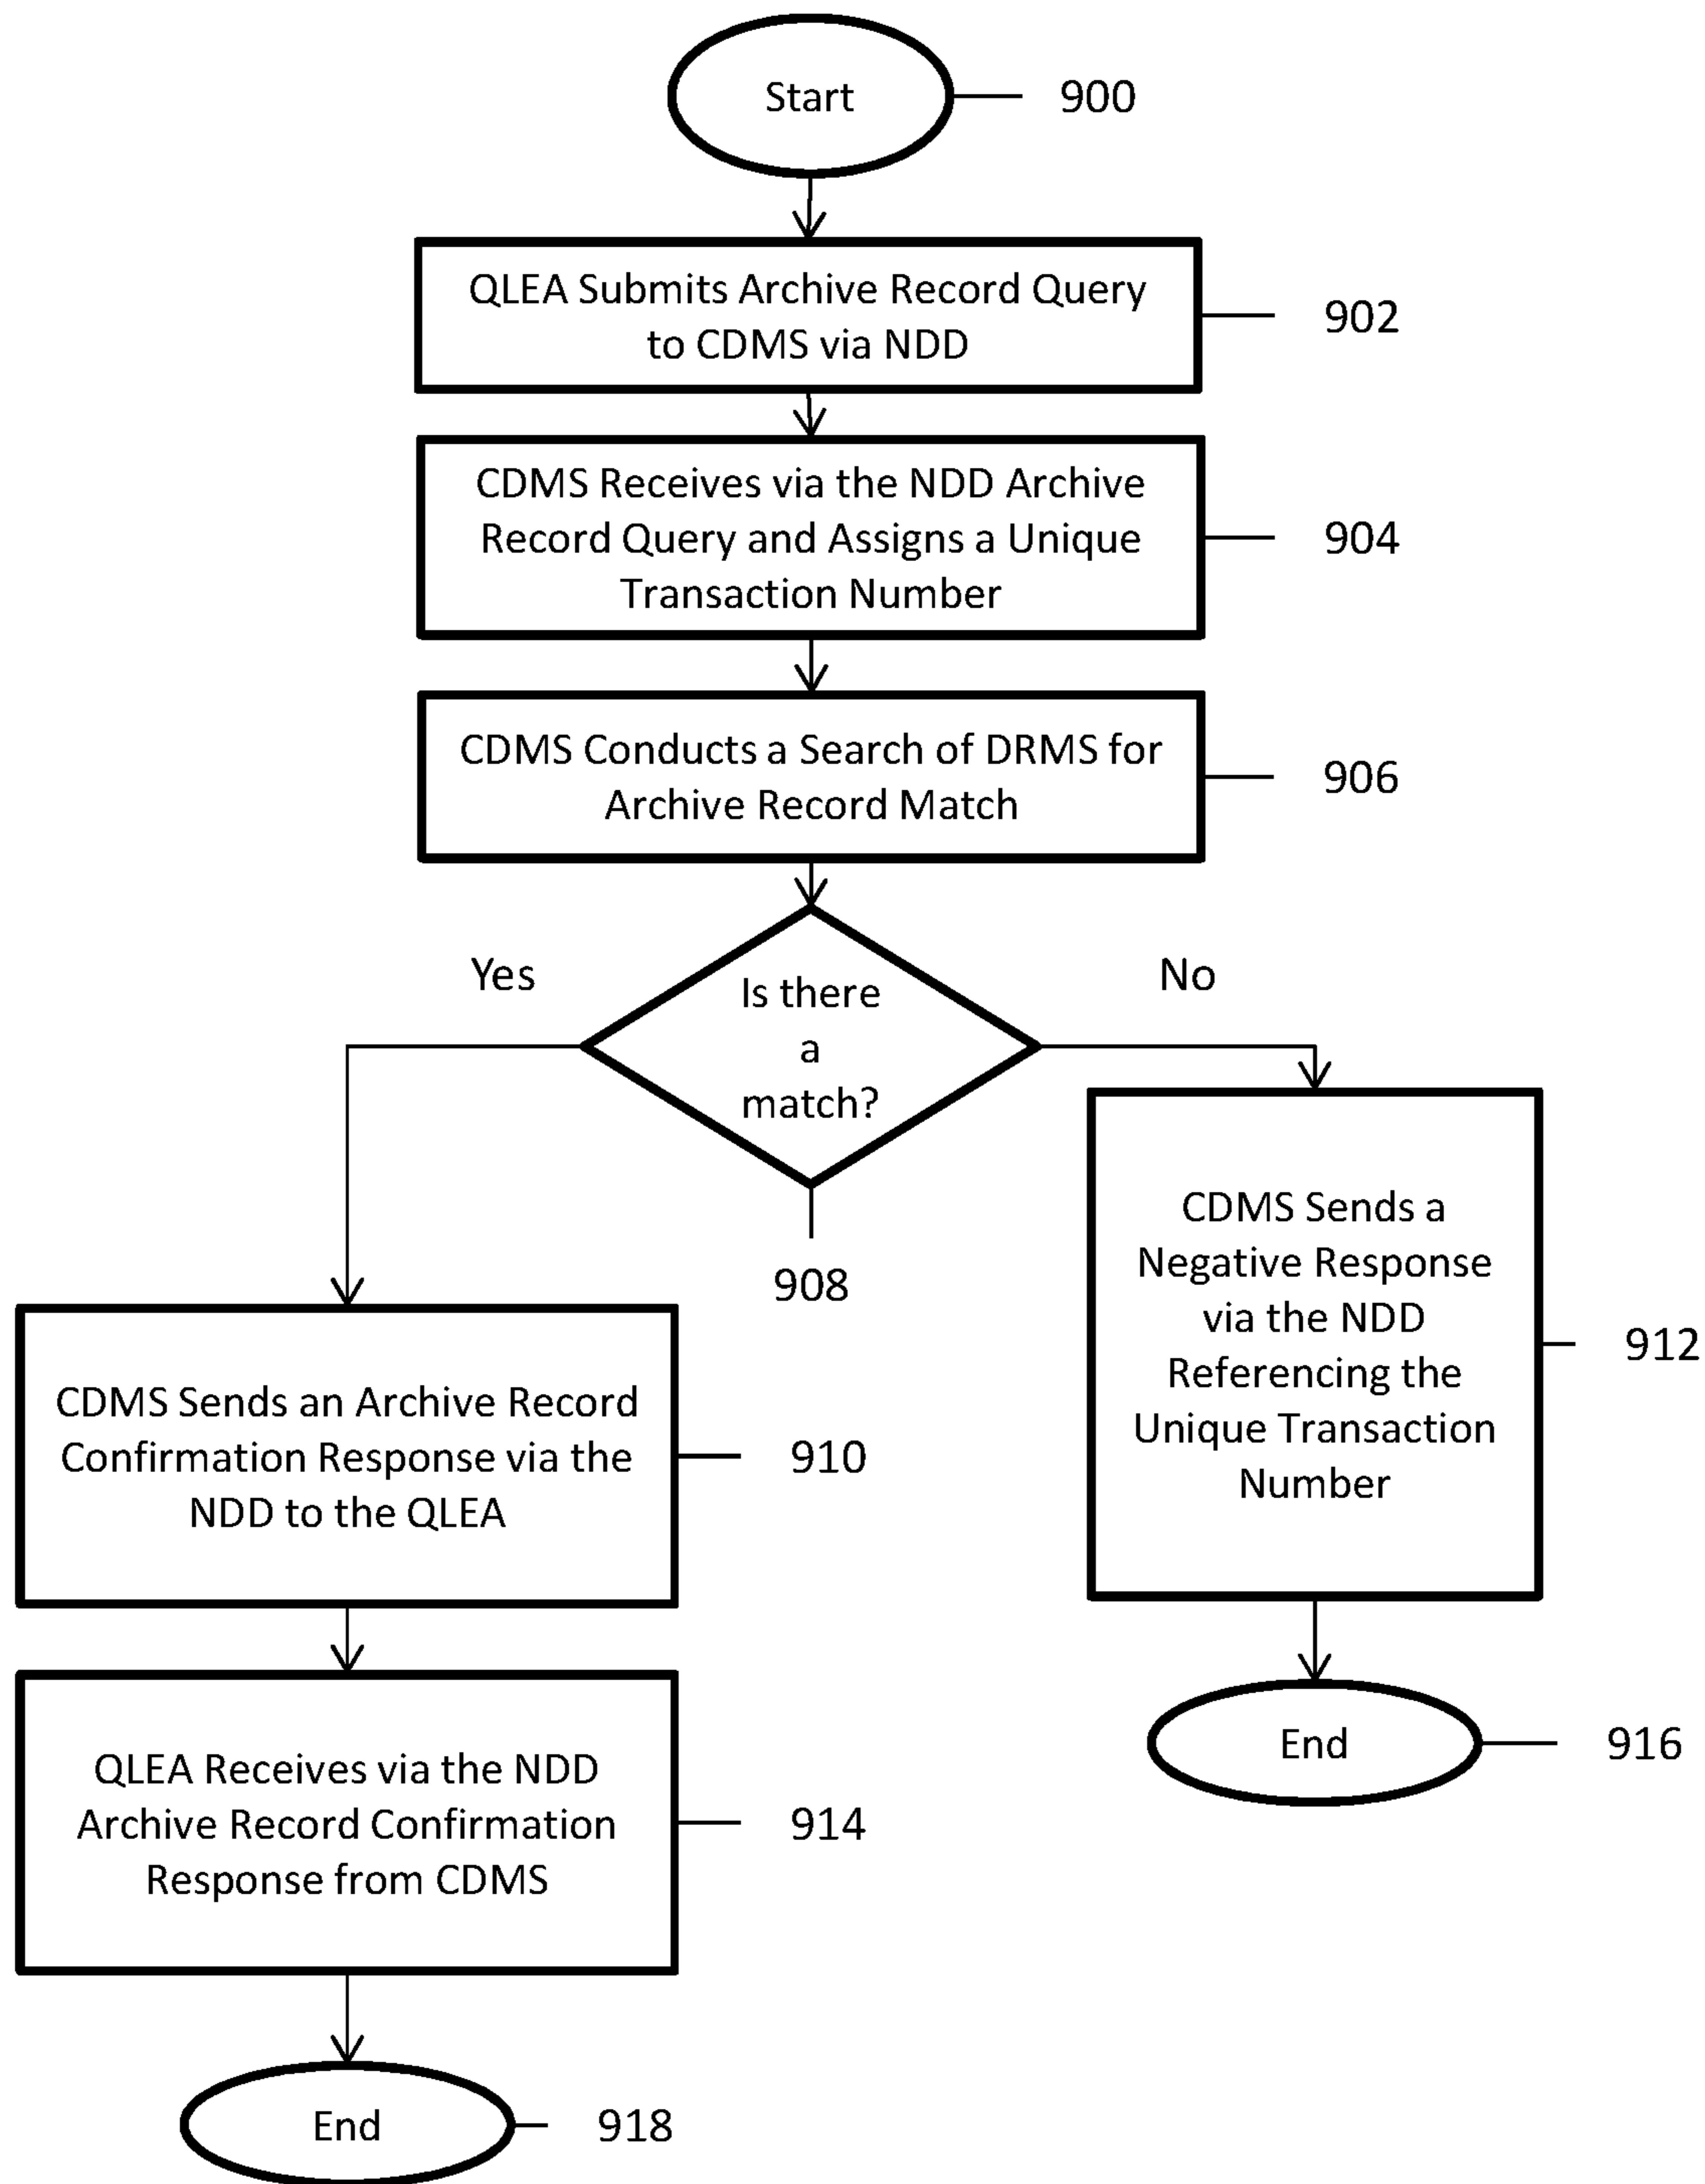 Start
900
QLEA Submits Archive Record Query
to CDMS via NDD
902
CDMS Receives via the NDD Archive
Record Query and Assigns a Unique
Transaction Number
904
CDMS Conducts a Search of DRMS for
Archive Record Match
906
Yes
No
Is there
a
match?
908
CDMS Sends an Archive Record
Confirmation Response via the
NDD to the QLEA
910
CDMS Sends a
Negative Response
via the NDD
Referencing the
Unique Transaction
Number
912
QLEA Receives via the NDD
Archive Record Confirmation
Response from CDMS
914
End
916
End
918